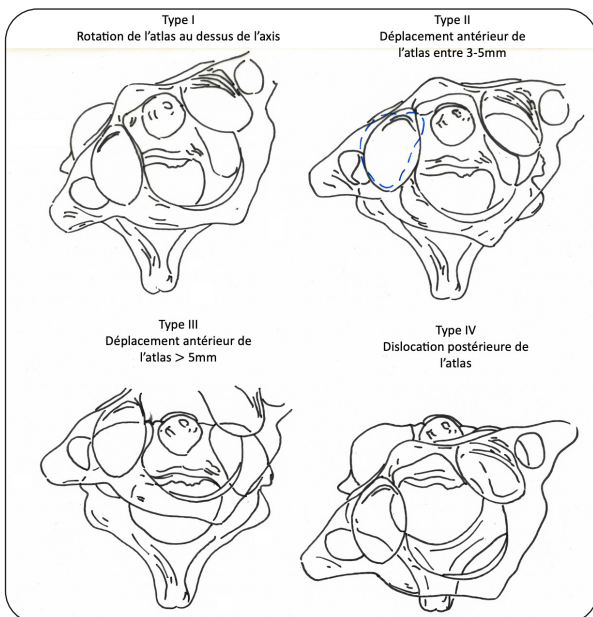 Type I
Rotation de l'atlas au dessus de l'axis
Type II
Déplacement antérieur de
l'atlas entre 3-5mm
Type III
Déplacement antérieur de
l'atlas > 5mm
Type IV
Dislocation postérieure de
l'atlas